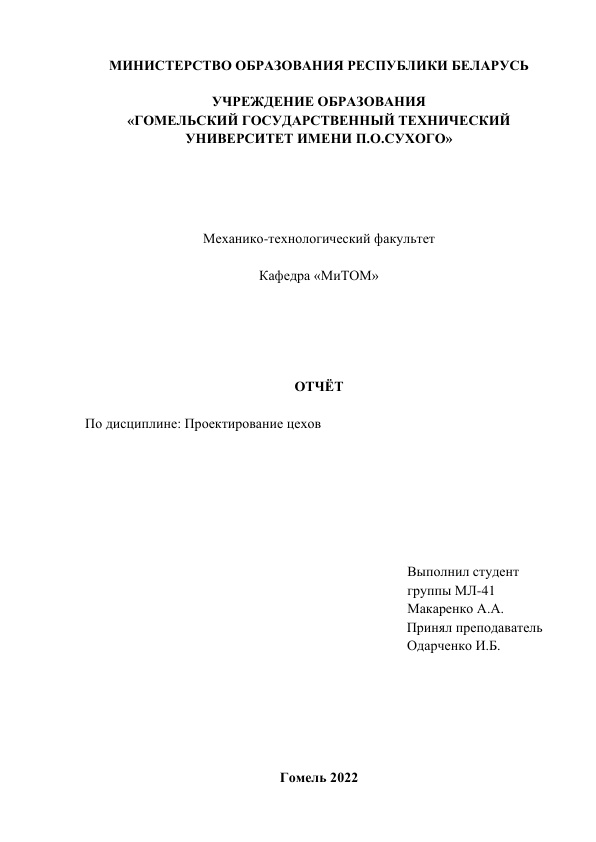 МИНИСТЕРСТВО ОБРАЗОВАНИЯ РЕСПУБЛИКИ БЕЛАРУСЬ
УЧРЕЖДЕНИЕ ОБРАЗОВАНИЯ
«ГОМЕЛЬСКИЙ ГОСУДАРСТВЕННЫЙ ТЕХНИЧЕСКИЙ
УНИВЕРСИТЕТ ИМЕНИ П.О.СУХОГО»
Механико-технологический факультет
Кафедра «МиТОМ»
ОТЧЁТ
По дисциплине: Проектирование цехов
Выполнил студент
группы МЛ-41
Макаренко А.А.
Принял преподаватель
Одарченко И.Б.
Гомель 2022